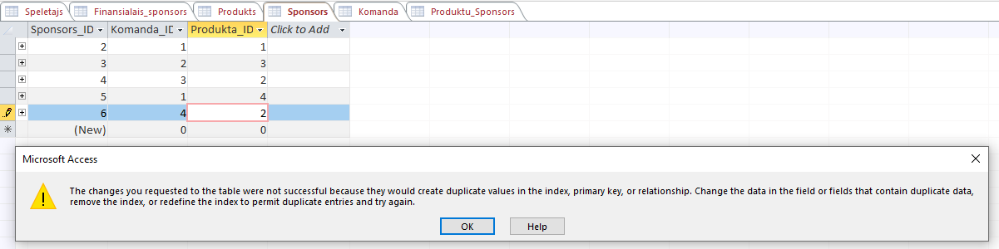 Speletajs Finansialais_sponsors Produkts Sponsors Komanda Produktu_Sponsors
Sponsors_ID Komanda_ID Produkta_ID Click to Add
2 1 1
3 2 3
4 3 2
5 1 4
6 4 2
(New) 0 0
Microsoft Access
The changes you requested to the table were not successful because they would create duplicate values in the index, primary key, or relationship. Change the data in the field or fields that contain duplicate data,
remove the index, or redefine the index to permit duplicate entries and try again.
OK Help